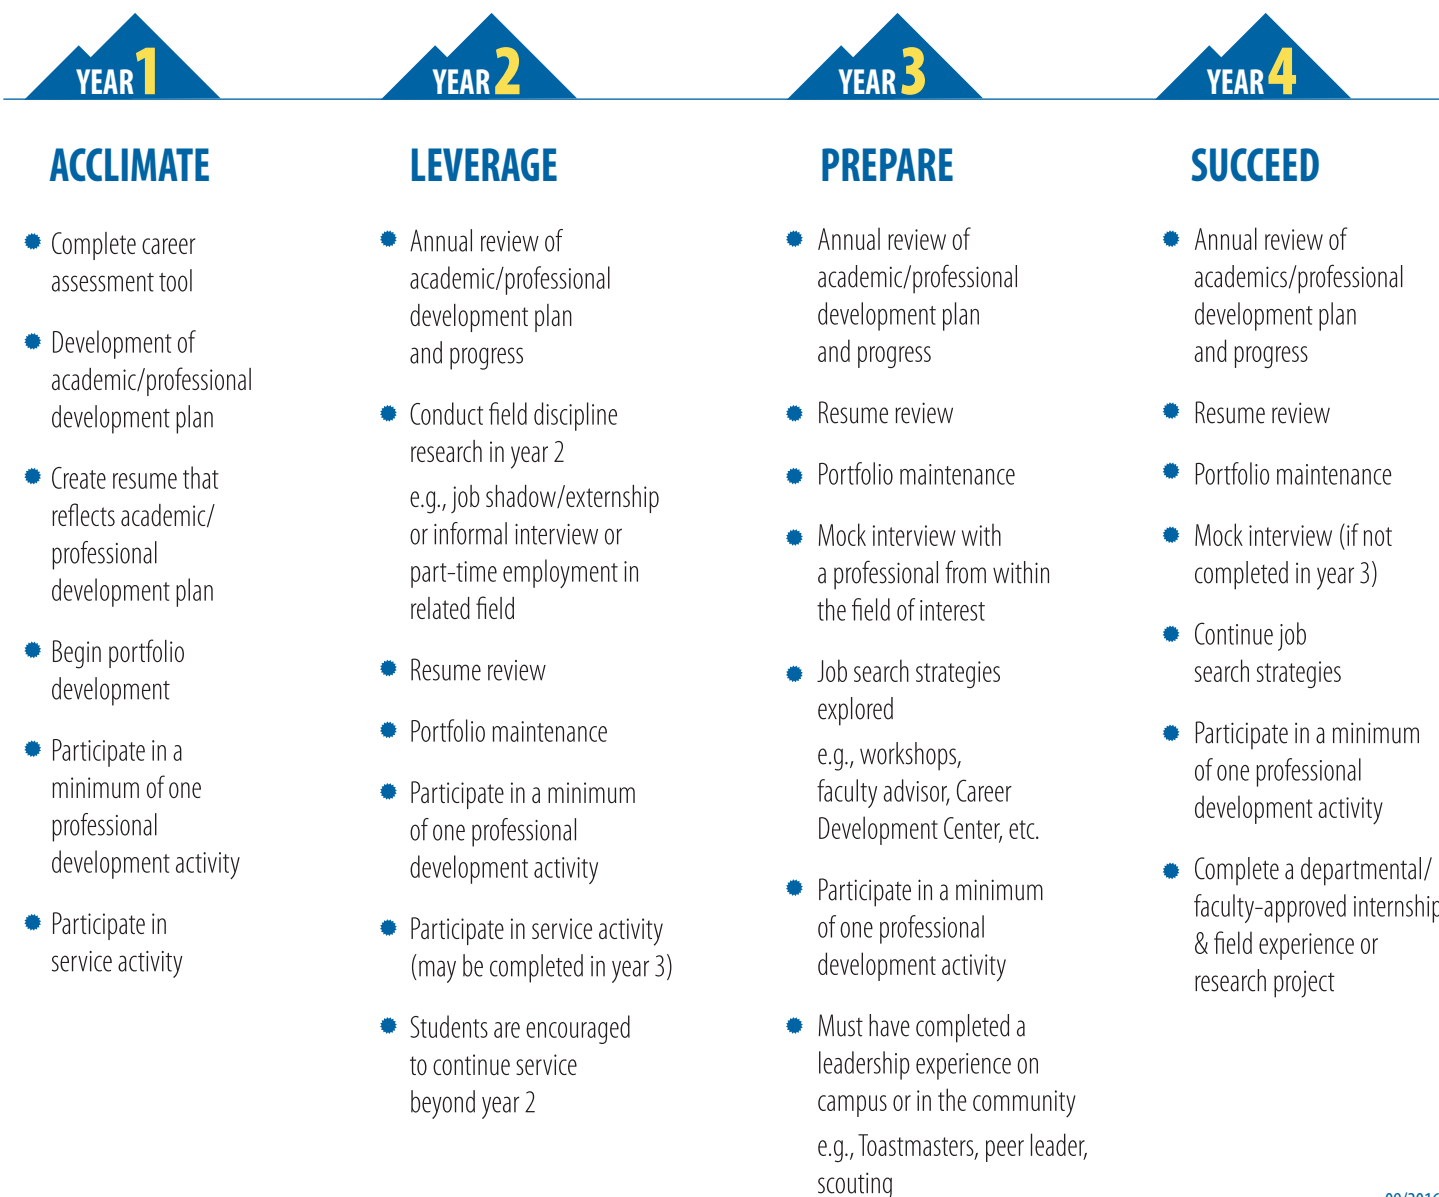 YEAR 1
ACCLIMATE
Complete career
assessment tool
Development of
academic/professional
development plan
Create resume that
reflects academic/
professional
development plan
Begin portfolio
development
Participate in a
minimum of one
professional
development activity
Participate in
service activity
YEAR 2
LEVERAGE
Annual review of
academic/professional
development plan
and progress
Conduct field discipline
research in year 2
e.g., job shadow/externship
or informal interview or
part-time employment in
related field
Resume review
Portfolio maintenance
Participate in a minimum
of one professional
development activity
Participate in service activity
(may be completed in year 3)
Students are encouraged
to continue service
beyond year 2
YEAR 3
PREPARE
Annual review of
academic/professional
development plan
and progress
Resume review
Portfolio maintenance
Mock interview with
a professional from within
the field of interest
Job search strategies
explored
e.g., workshops,
faculty advisor, Career
Development Center, etc.
Participate in a minimum
of one professional
development activity
Must have completed a
leadership experience on
campus or in the community
e.g., Toastmasters, peer leader,
scouting
YEAR 4
SUCCEED
Annual review of
academics/professional
development plan
and progress
Resume review
Portfolio maintenance
Mock interview (if not
completed in year 3)
Continue job
search strategies
Participate in a minimum
of one professional
development activity
Complete a departmental/
faculty-approved internship
& field experience or
research project